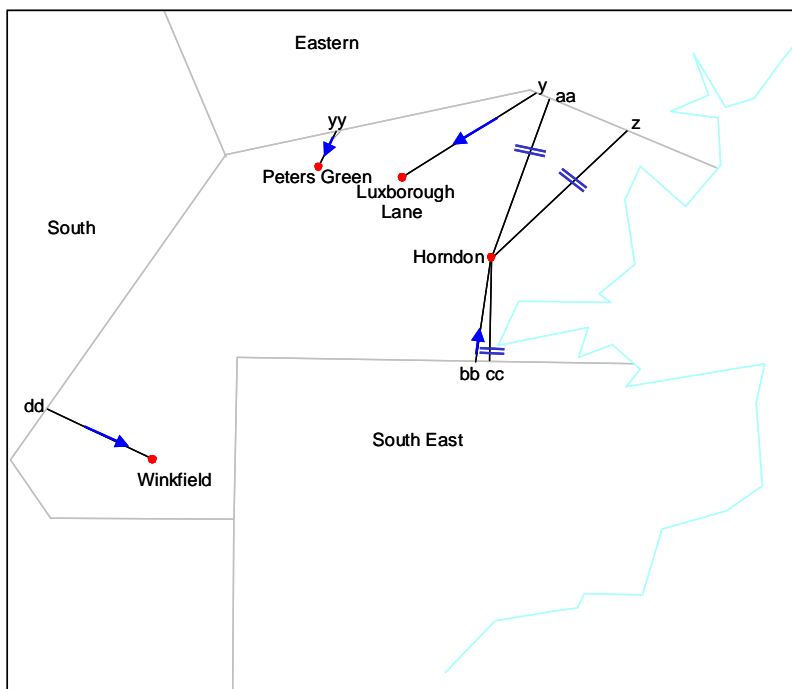 Eastern
y
aa
yy
z
Peters Green
Luxborough
Lane
South
Horndon
bb cc
dd
South East
Winkfield